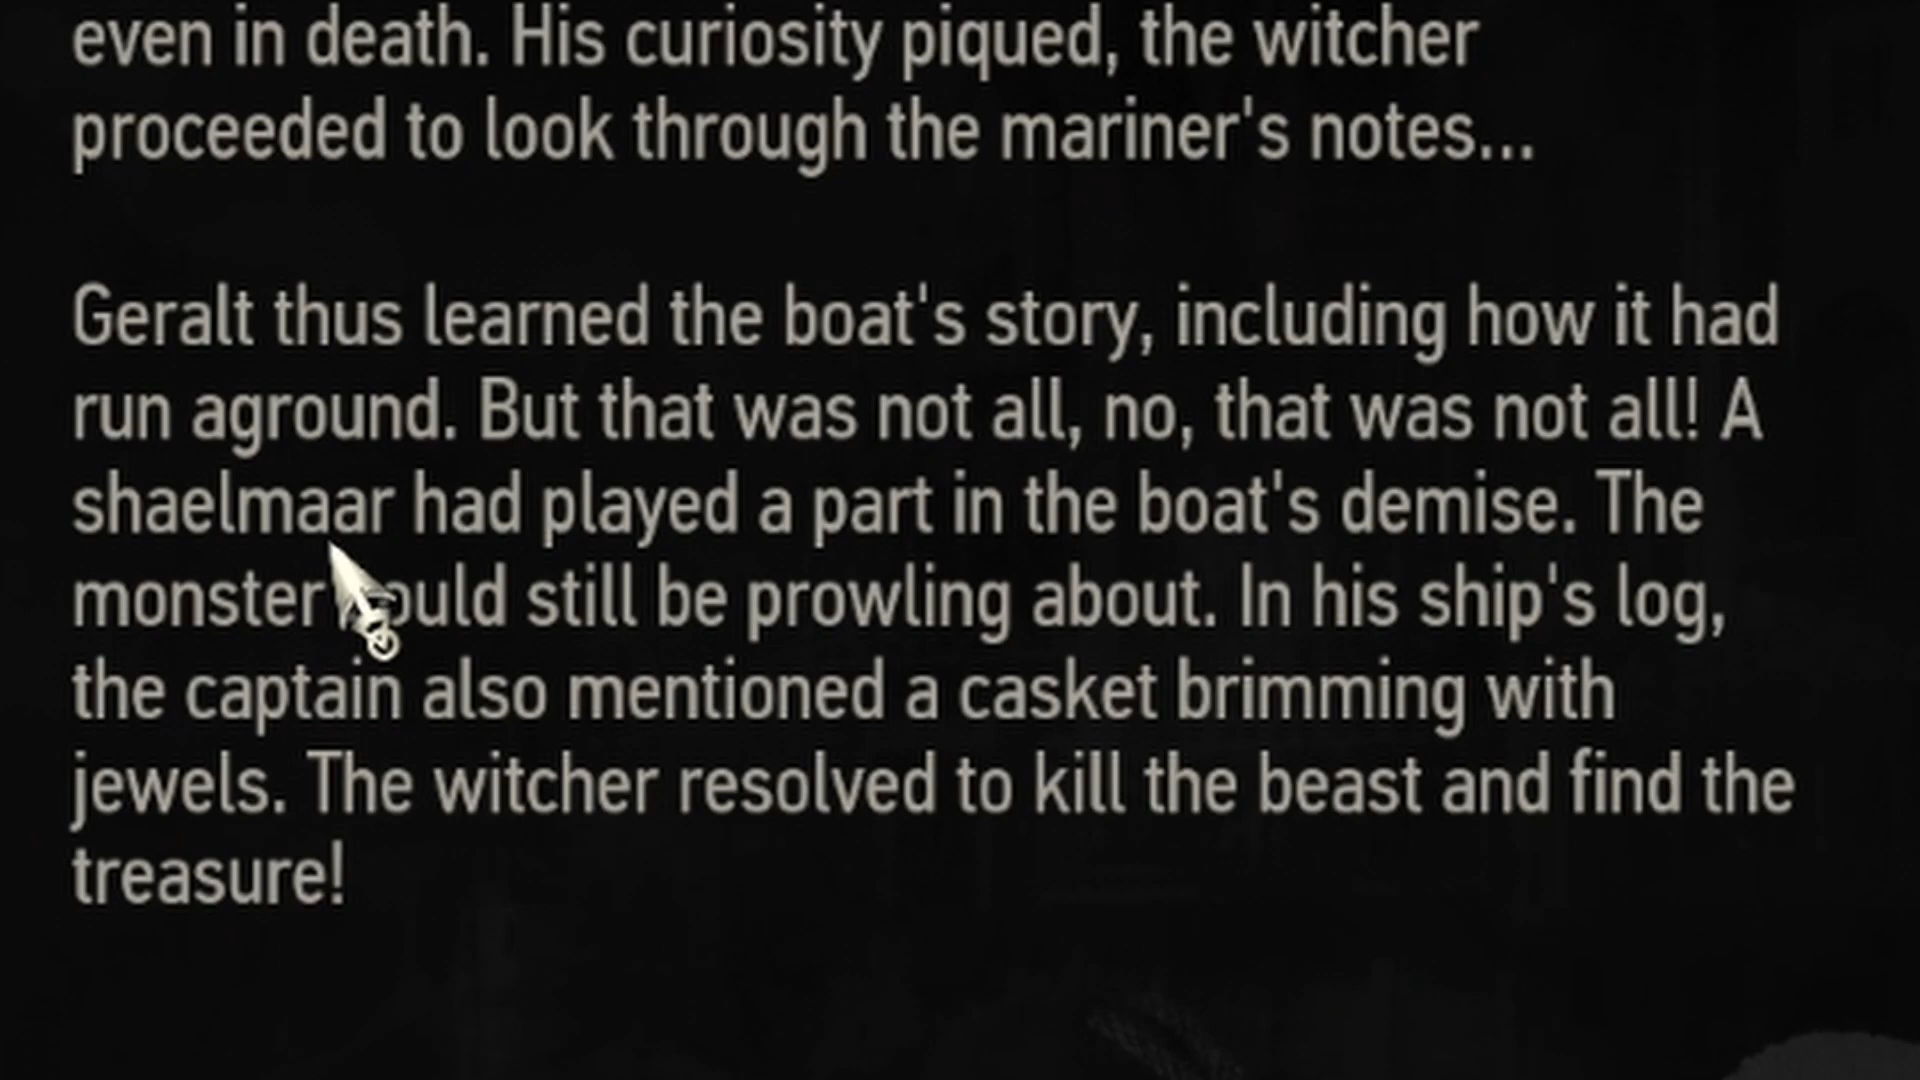 even in death. His curiosity piqued, the witcher
proceeded to look through the mariner's notes...
Geralt thus learned the boat's story, including how it had
run aground. But that was not all, no, that was not all! A
shaelmaar had played a part in the boat's demise. The
monster could still be prowling about. In his ship's log,
the captain also mentioned a casket brimming with
jewels. The witcher resolved to kill the beast and find the
treasure!